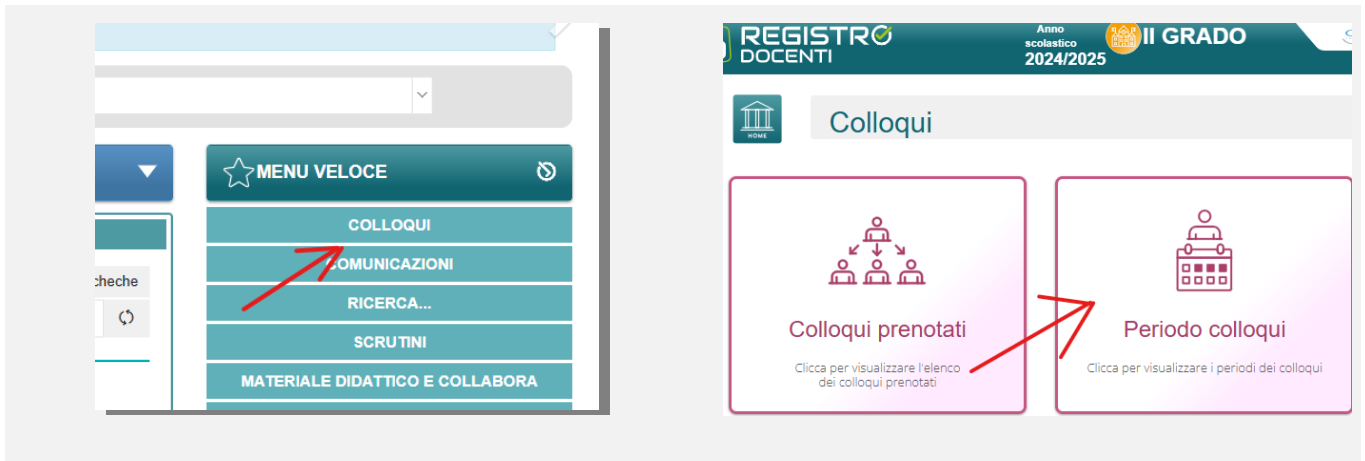 MENU VELOCE
COLLOQUI
COMUNICAZIONI
cheche
RICERCA...
SCRUTINI
MATERIALE DIDATTICO E COLLABORA
REGISTRO
DOCENTI
Anno
scolastico
2024/2025
II GRADO
HOME
Colloqui
Colloqui prenotati
Clicca per visualizzare l'elenco
dei colloqui prenotati
Periodo colloqui
Clicca per visualizzare i periodi dei colloqui